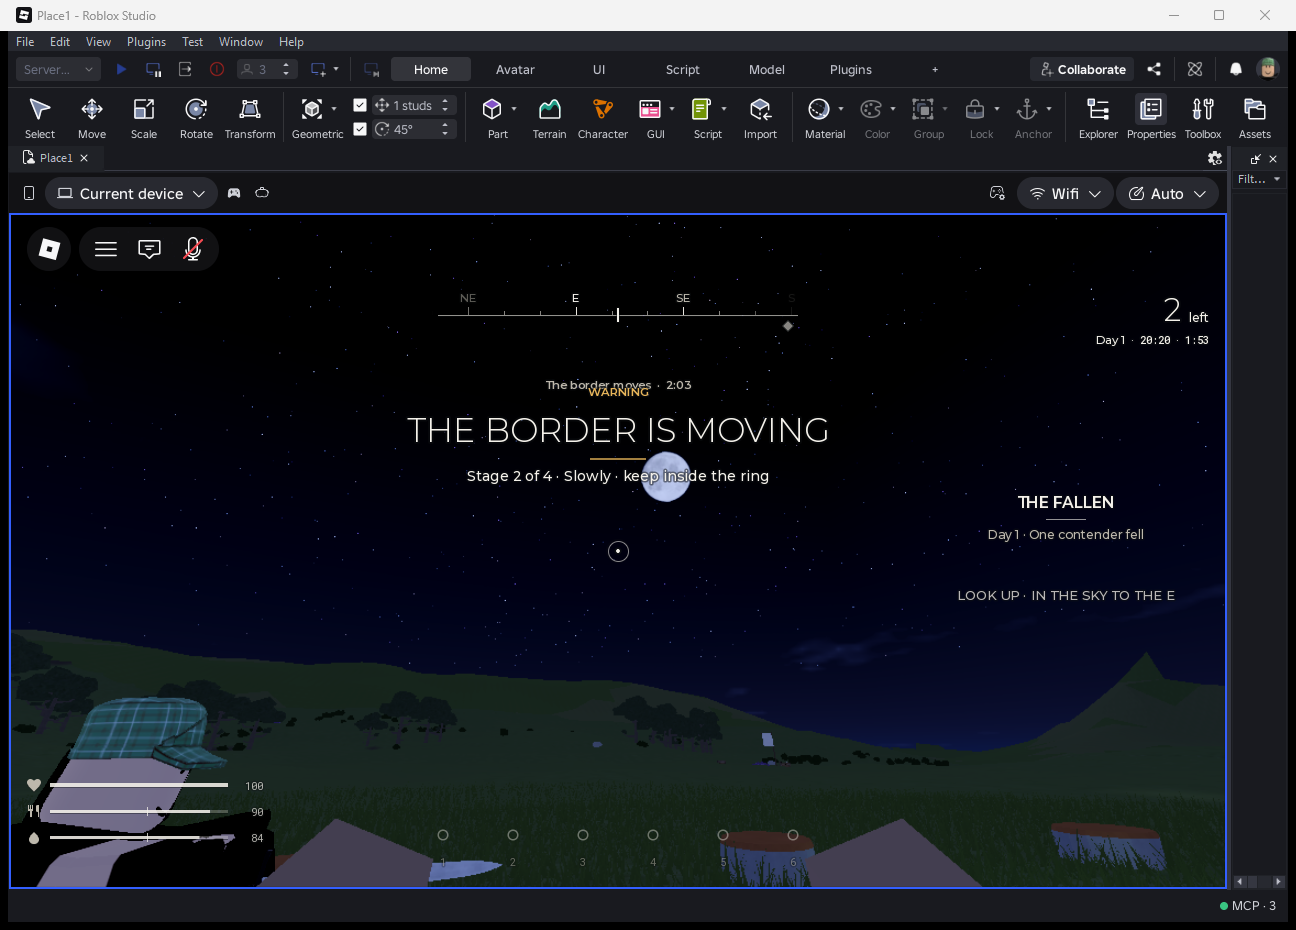 Place1 - Roblox Studio
File Edit View Plugins Test Window Help
Server... 3 Home Avatar UI Script Model Plugins + Collaborate
1 studs
45°
Select Move Scale Rotate Transform Geometric Part Terrain Character GUI Script Import Material Color Group Lock Anchor Explorer Properties Toolbox Assets
Place1
Filt...
Current device Wifi Auto
NE E SE S
2 left
Day 1 · 20:20 · 1:53
The border moves · 2:03
WARNING
THE BORDER IS MOVING
Stage 2 of 4 · Slowly · keep inside the ring
THE FALLEN
Day 1 · One contender fell
LOOK UP · IN THE SKY TO THE E
100
90
84
1 2 3 4 5 6
MCP · 3